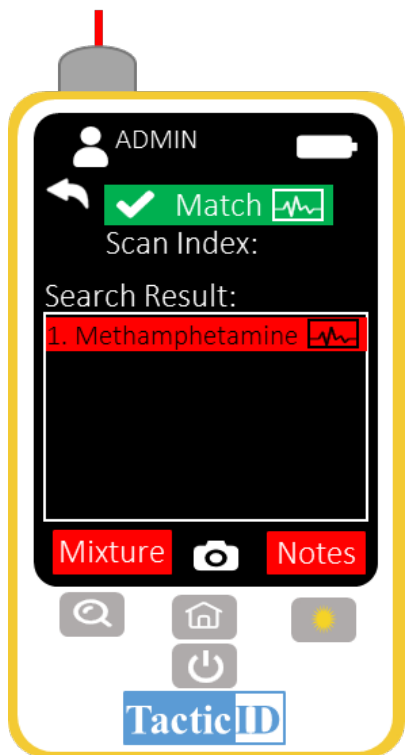 ADMIN
Match
Scan Index:
Search Result:
1. Methamphetamine
Mixture
Notes
TacticID